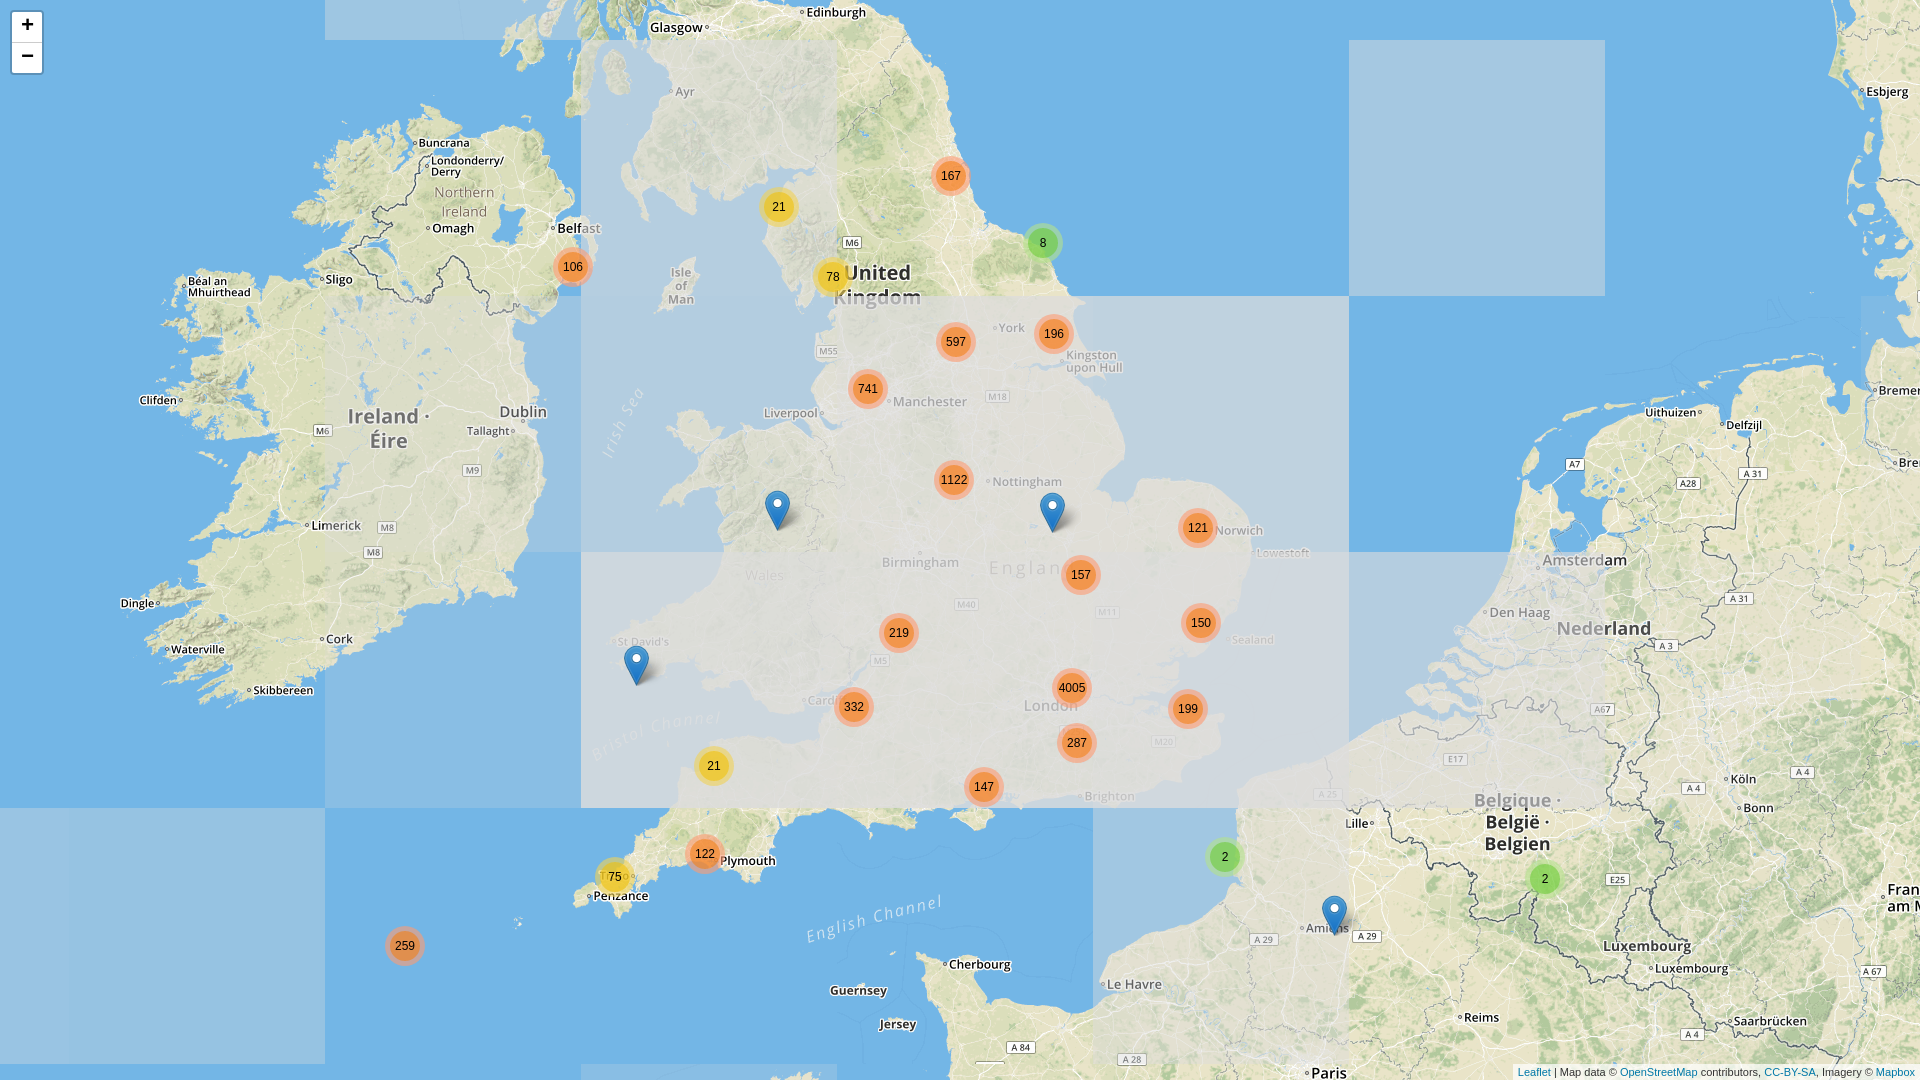 +
−
Glasgow
Edinburgh
Ayr
Esbjerg
Buncrana
Londonderry/
Derry
Northern
Ireland
Omagh
Belfast
167
21
8
M6
106
78
United
Kingdom
Isle
of
Man
Sligo
Béal an
Mhuirthead
York
196
597
Kingston
upon Hull
M55
741
Manchester
M18
Liverpool
Clifden
Irish Sea
Ireland ·
Éire
Dublin
Tallaght
M6
M9
Limerick
M8
M8
1122
Nottingham
121
Norwich
Lowestoft
Birmingham
157
Wales
M40
M11
150
Sealand
219
St David's
M5
4005
London
199
332
287
M20
Bristol Channel
21
147
Brighton
Dingle
Cork
Waterville
Skibbereen
122
Plymouth
75
Penzance
259
English Channel
Cherbourg
Guernsey
Jersey
Le Havre
A 84
A 28
A 29
A 29
Amiens
2
2
Lille
A 25
E17
Belgique ·
België ·
Belgien
E25
Luxembourg
Luxembourg
Reims
Saarbrücken
A 4
A 67
Paris
Köln
Bonn
A 4
A 4
A67
A 3
A 31
Nederland
Den Haag
Amsterdam
A28
A 31
A7
Uithuizen
Delfzijl
Leaflet | Map data © OpenStreetMap contributors, CC-BY-SA, Imagery © Mapbox